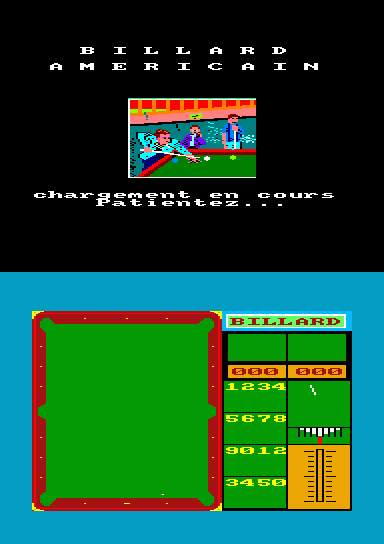 BILLARD
AMERICAIN
chargement en cours
Patientez...
BILLARD
000 000
1234
5678
9012
3450